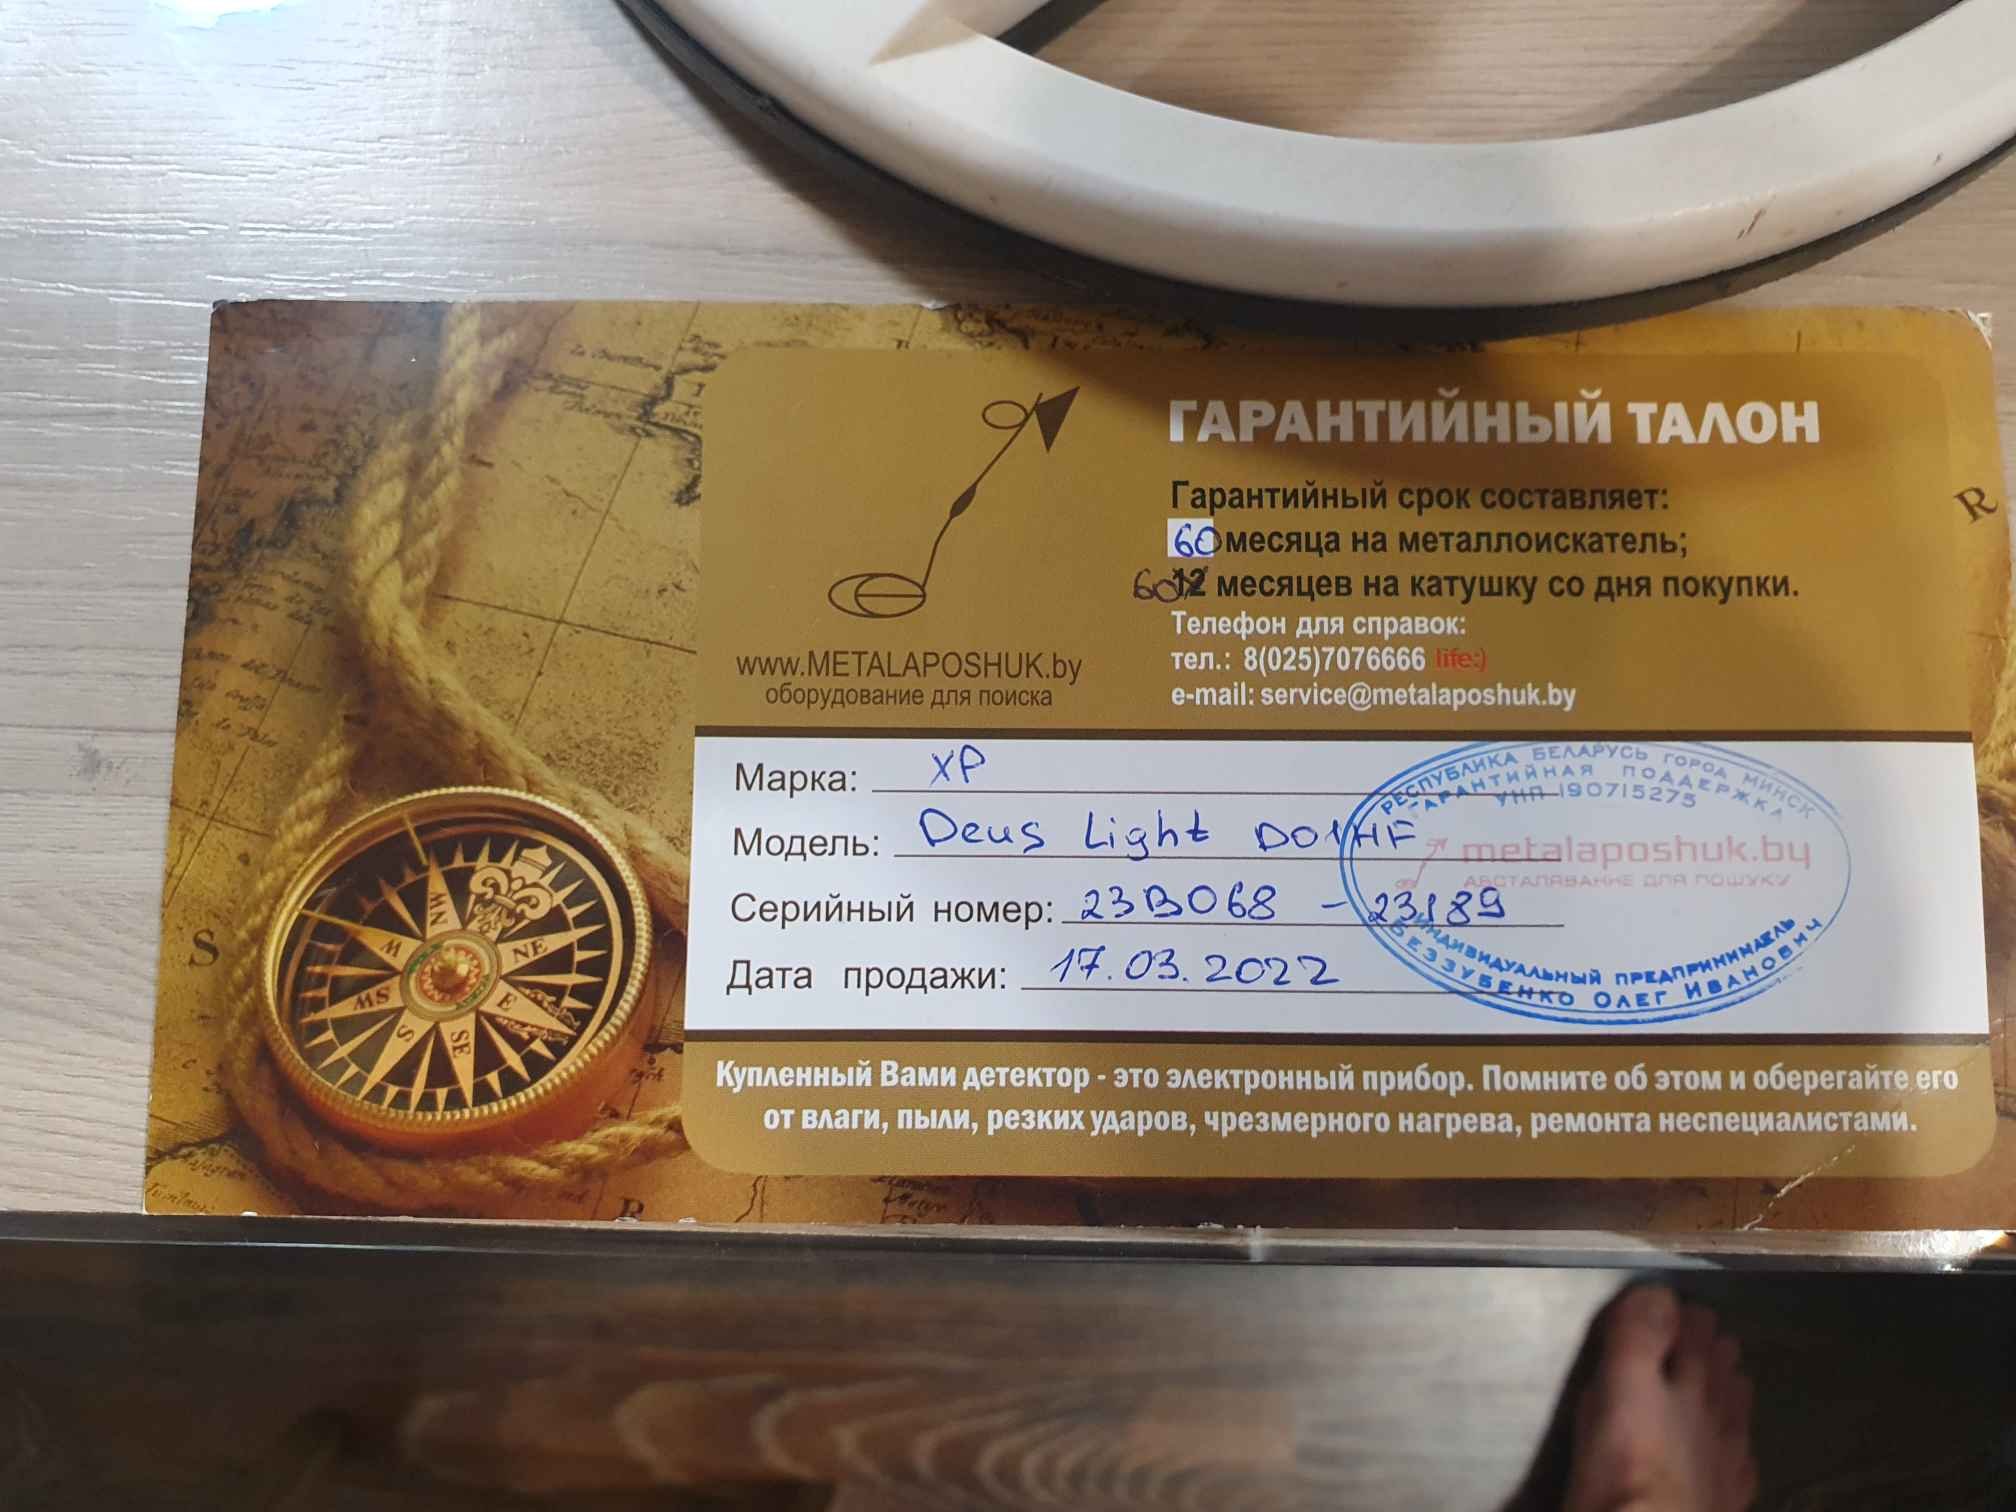 ГАРАНТИЙНЫЙ ТАЛОН
Гарантийный срок составляет:
60 месяца на металлоискатель;
60 12 месяцев на катушку со дня покупки.
Телефон для справок:
тел.: 8(025)7076666 life:)
e-mail: service@metalaposhuk.by
www.METALAPOSHUK.by
оборудование для поиска
Марка: XP
Модель: Deus Light D01HF
Серийный номер: 23B068 - 23189
Дата продажи: 17.03.2022
РЕСПУБЛИКА БЕЛАРУСЬ ГОРОД МИНСК
ГАРАНТИЙНАЯ ПОДДЕРЖКА
УНП 190715275
metalaposhuk.by
АБСТАЛЯВАННЕ ДЛЯ ПОШУКУ
ИНДИВИДУАЛЬНЫЙ ПРЕДПРИНИМАТЕЛЬ
БЕЗЗУБЕНКО ОЛЕГ ИВАНОВИЧ
Купленный Вами детектор - это электронный прибор. Помните об этом и оберегайте его
от влаги, пыли, резких ударов, чрезмерного нагрева, ремонта неспециалистами.
R
S
R
W
NE
SW
E
S
SE